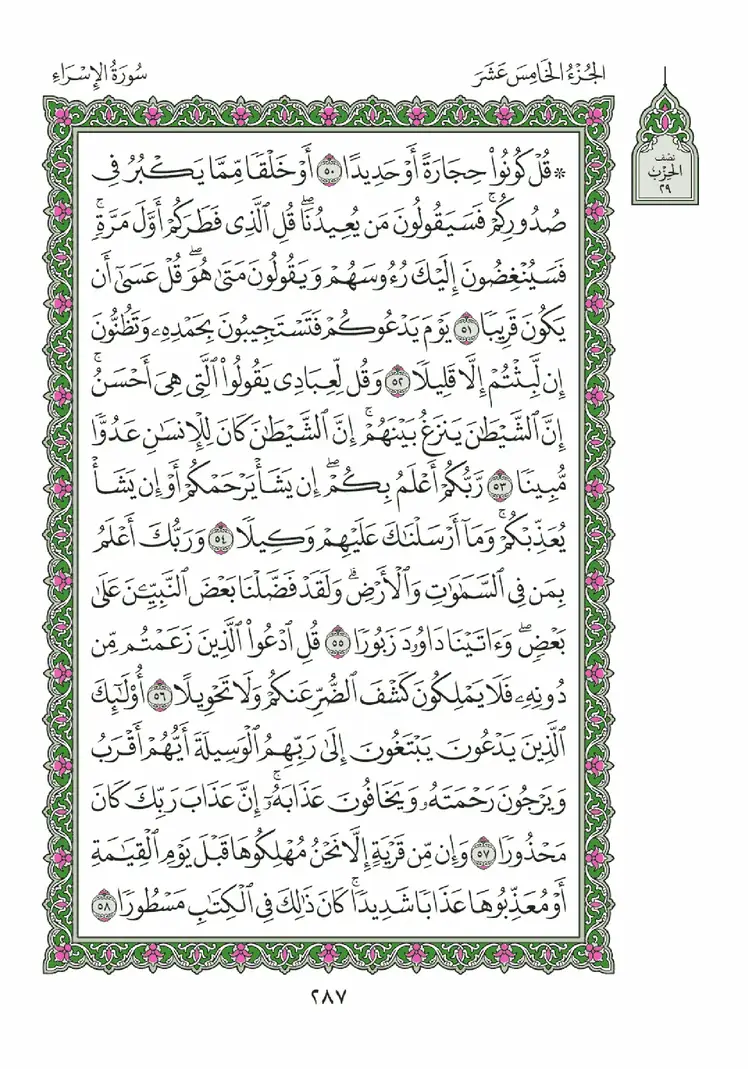 الجُزْءُ الخَامِسَ عَشَرَ
سُورَةُ الإِسْرَاءِ
نصف
الحِزْب
٢٩
۞ قُلۡ كُونُواْ حِجَارَةً أَوۡ حَدِيدًا ٥٠ أَوۡ خَلۡقٗا مِّمَّا يَكۡبُرُ فِي
صُدُورِكُمۡۚ فَسَيَقُولُونَ مَن يُعِيدُنَاۖ قُلِ ٱلَّذِي فَطَرَكُمۡ أَوَّلَ مَرَّةٖۚ
فَسَيُنۡغِضُونَ إِلَيۡكَ رُءُوسَهُمۡ وَيَقُولُونَ مَتَىٰ هُوَۖ قُلۡ عَسَىٰٓ أَن
يَكُونَ قَرِيبٗا ٥١ يَوۡمَ يَدۡعُوكُمۡ فَتَسۡتَجِيبُونَ بِحَمۡدِهِۦ وَتَظُنُّونَ
إِن لَّبِثۡتُمۡ إِلَّا قَلِيلٗا ٥٢ وَقُل لِّعِبَادِي يَقُولُواْ ٱلَّتِي هِيَ أَحۡسَنُۚ
إِنَّ ٱلشَّيۡطَٰنَ يَنزَغُ بَيۡنَهُمۡۚ إِنَّ ٱلشَّيۡطَٰنَ كَانَ لِلۡإِنسَٰنِ عَدُوّٗا
مُّبِينٗا ٥٣ رَّبُّكُمۡ أَعۡلَمُ بِكُمۡۖ إِن يَشَأۡ يَرۡحَمۡكُمۡ أَوۡ إِن يَشَأۡ
يُعَذِّبۡكُمۡۚ وَمَآ أَرۡسَلۡنَٰكَ عَلَيۡهِمۡ وَكِيلٗا ٥٤ وَرَبُّكَ أَعۡلَمُ
بِمَن فِي ٱلسَّمَٰوَٰتِ وَٱلۡأَرۡضِۗ وَلَقَدۡ فَضَّلۡنَا بَعۡضَ ٱلنَّبِيِّـۧنَ عَلَىٰ
بَعۡضٖۖ وَءَاتَيۡنَا دَاوُۥدَ زَبُورٗا ٥٥ قُلِ ٱدۡعُواْ ٱلَّذِينَ زَعَمۡتُم مِّن
دُونِهِۦ فَلَا يَمۡلِكُونَ كَشۡفَ ٱلضُّرِّ عَنكُمۡ وَلَا تَحۡوِيلًا ٥٦ أُوْلَٰٓئِكَ
ٱلَّذِينَ يَدۡعُونَ يَبۡتَغُونَ إِلَىٰ رَبِّهِمُ ٱلۡوَسِيلَةَ أَيُّهُمۡ أَقۡرَبُ
وَيَرۡجُونَ رَحۡمَتَهُۥ وَيَخَافُونَ عَذَابَهُۥٓۚ إِنَّ عَذَابَ رَبِّكَ كَانَ
مَحۡذُورٗا ٥٧ وَإِن مِّن قَرۡيَةٍ إِلَّا نَحۡنُ مُهۡلِكُوهَا قَبۡلَ يَوۡمِ ٱلۡقِيَٰمَةِ
أَوۡ مُعَذِّبُوهَا عَذَابٗا شَدِيدٗاۚ كَانَ ذَٰلِكَ فِي ٱلۡكِتَٰبِ مَسۡطُورٗا ٥٨
٢٨٧